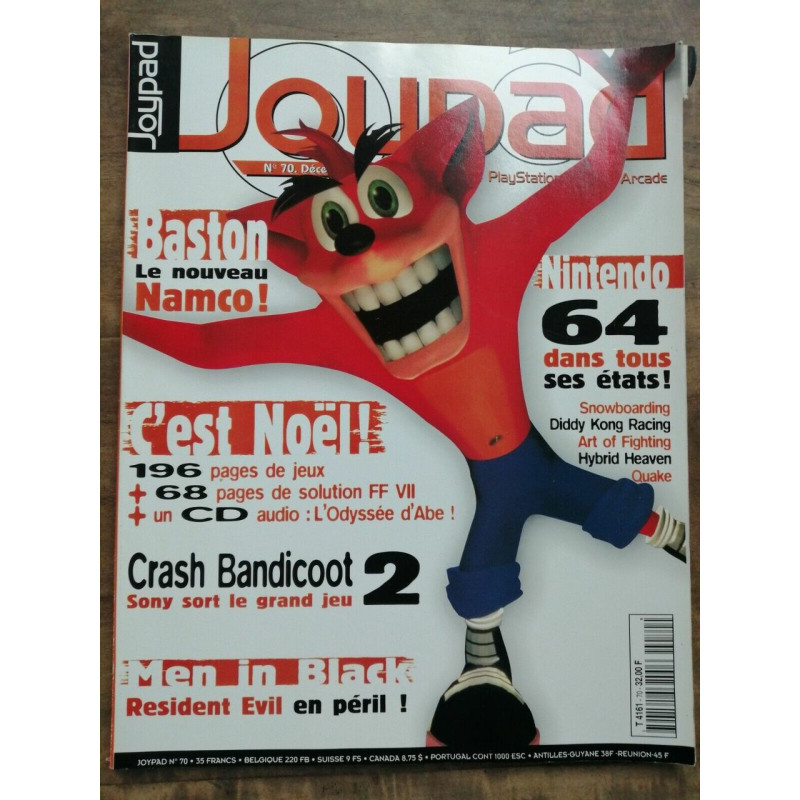 Joypad
Joypad
N° 70. Déce
PlayStation Arcade
Baston
Le nouveau
Namco!
Nintendo
64
dans tous
ses états!
Snowboarding
Diddy Kong Racing
Art of Fighting
Hybrid Heaven
Quake
C'est Noël!
196 pages de jeux
+ 68 pages de solution FF VII
+ un CD audio : L'Odyssée d'Abe !
Crash Bandicoot 2
Sony sort le grand jeu
Men in Black
Resident Evil en péril !
T 4161 - 70 - 32,00 F
JOYPAD N° 70 • 35 FRANCS • BELGIQUE 220 FB • SUISSE 9 FS • CANADA 8.75 $ • PORTUGAL CONT 1000 ESC • ANTILLES-GUYANE 38F -REUNION-45 F